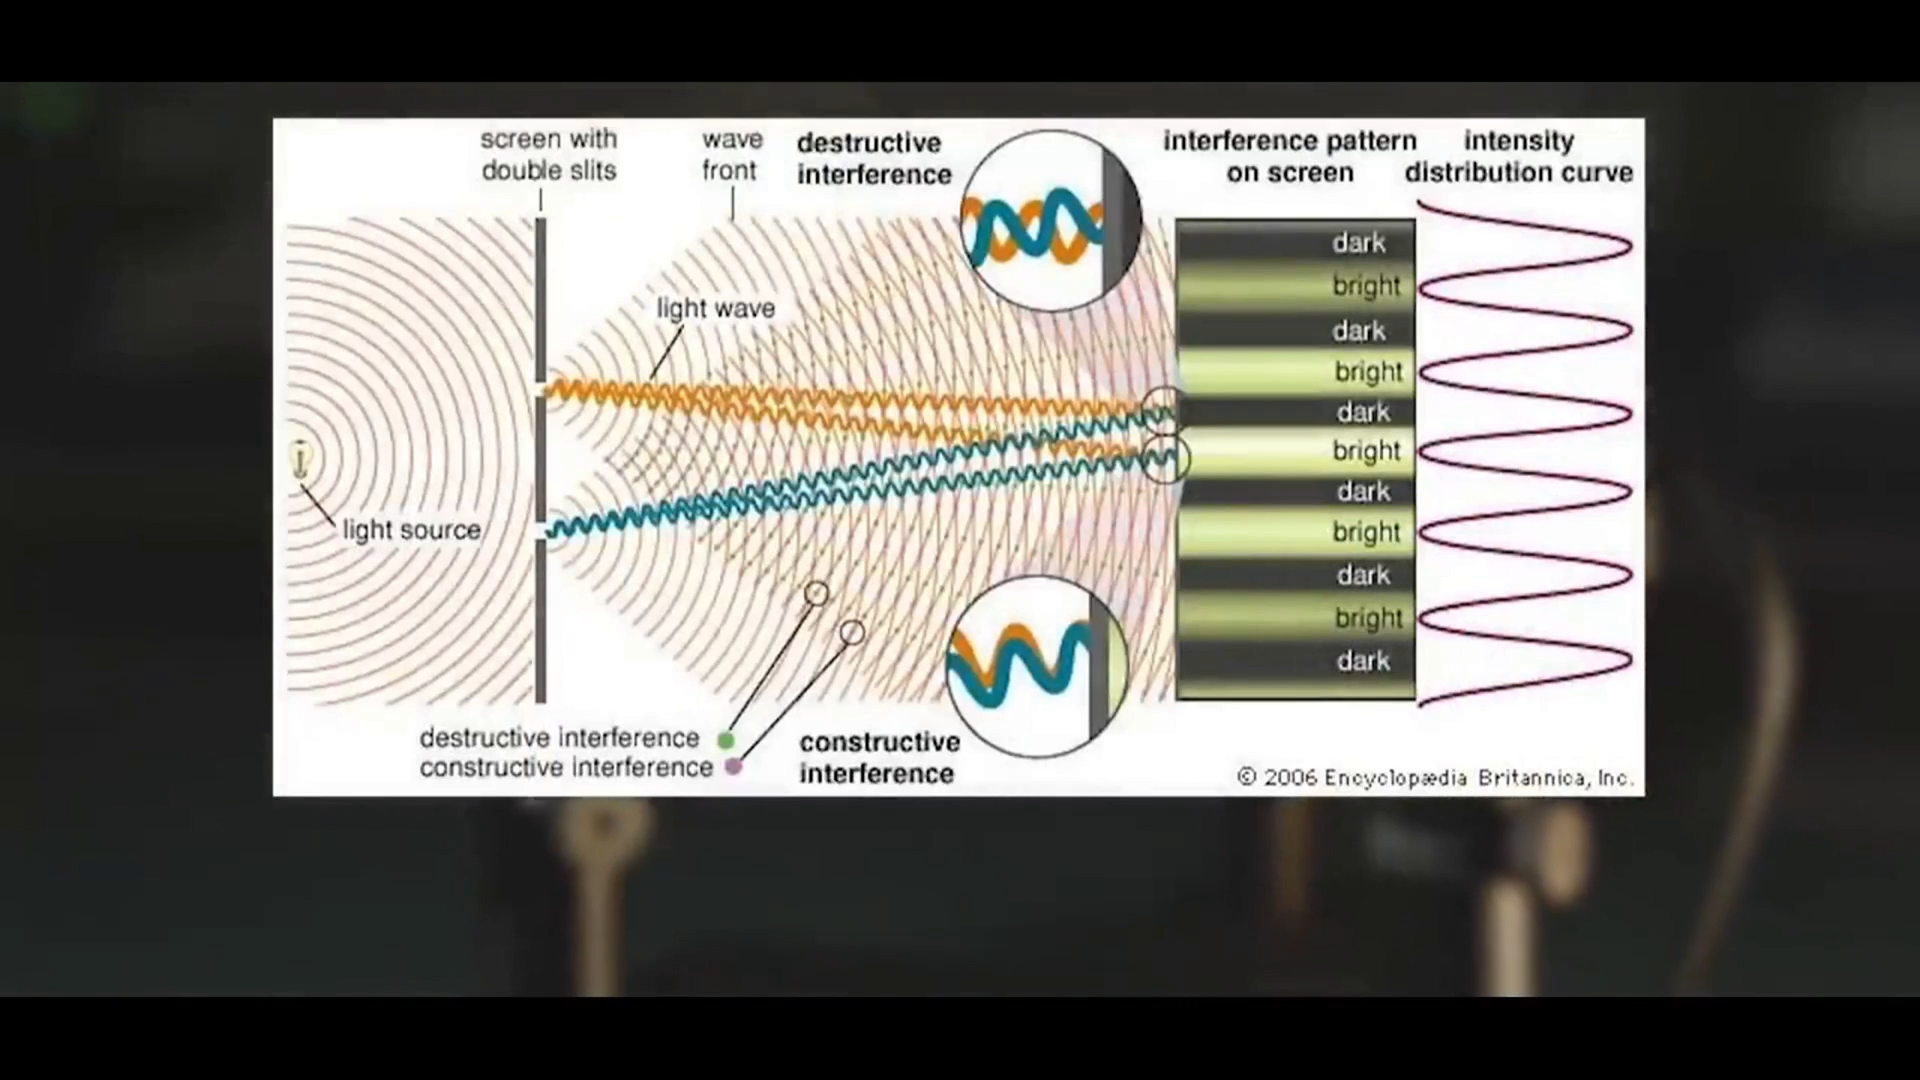 screen with
double slits
wave
front
destructive
interference
interference pattern
on screen
intensity
distribution curve
dark
bright
dark
light wave
bright
dark
bright
dark
light source
bright
dark
bright
dark
destructive interference
constructive interference
constructive
interference
© 2006 Encyclopædia Britannica, Inc.